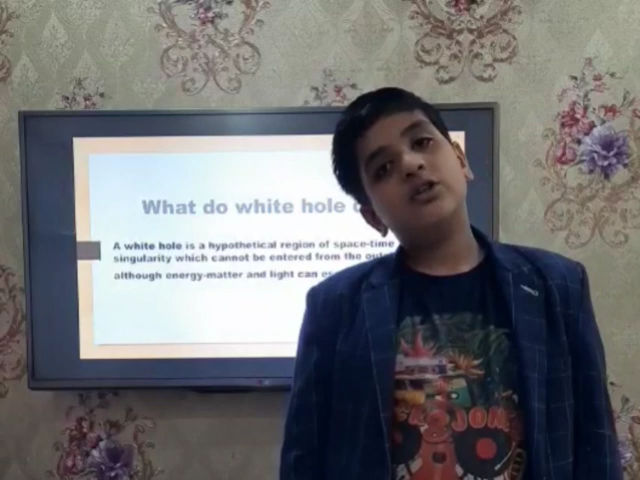 What do white hole
A white hole is a hypothetical region of space-time
singularity which cannot be entered from the
although energy-matter and light can